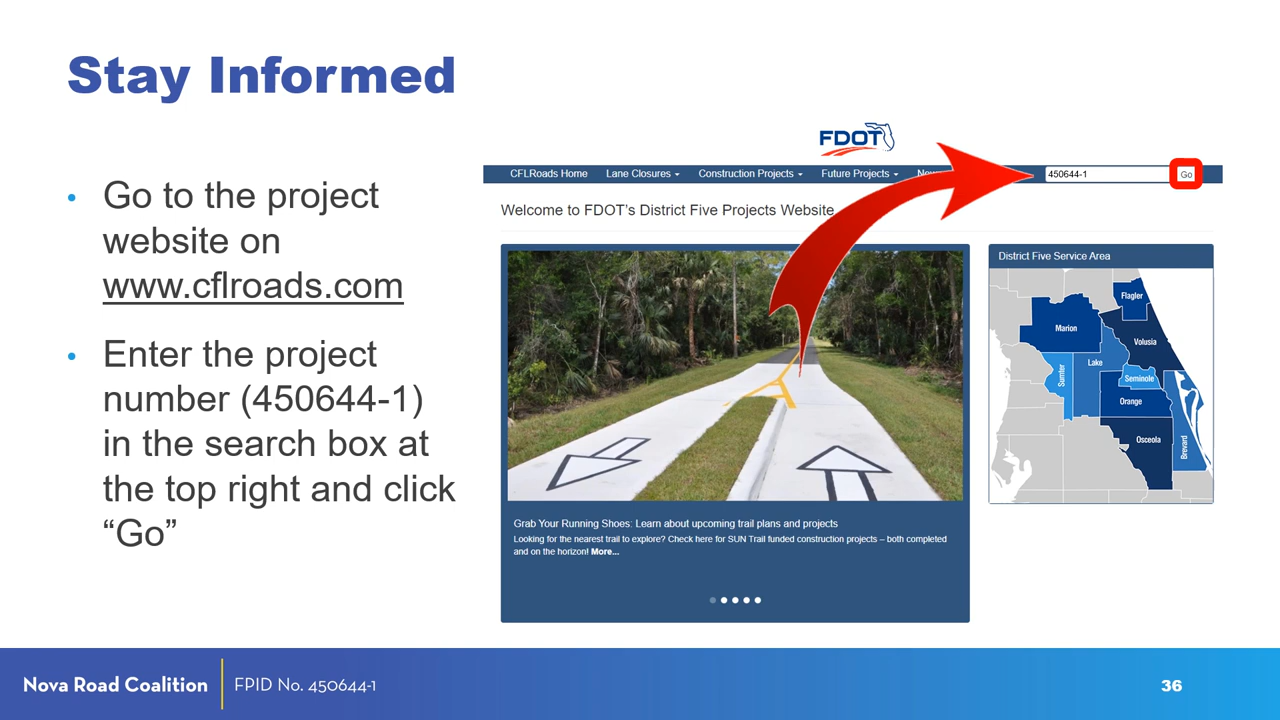 Stay Informed
• Go to the project
website on
www.cflroads.com
• Enter the project
number (450644-1)
in the search box at
the top right and click
“Go”
FDOT
CFLRoads Home Lane Closures Construction Projects Future Projects
450644-1 Go
Welcome to FDOT's District Five Projects Website
Grab Your Running Shoes: Learn about upcoming trail plans and projects
Looking for the nearest trail to explore? Check here for SUN Trail funded construction projects – both completed
and on the horizon! More...
District Five Service Area
Flagler
Marion
Volusia
Lake
Sumter
Seminole
Orange
Osceola
Brevard
Nova Road Coalition
FPID No. 450644-1
36